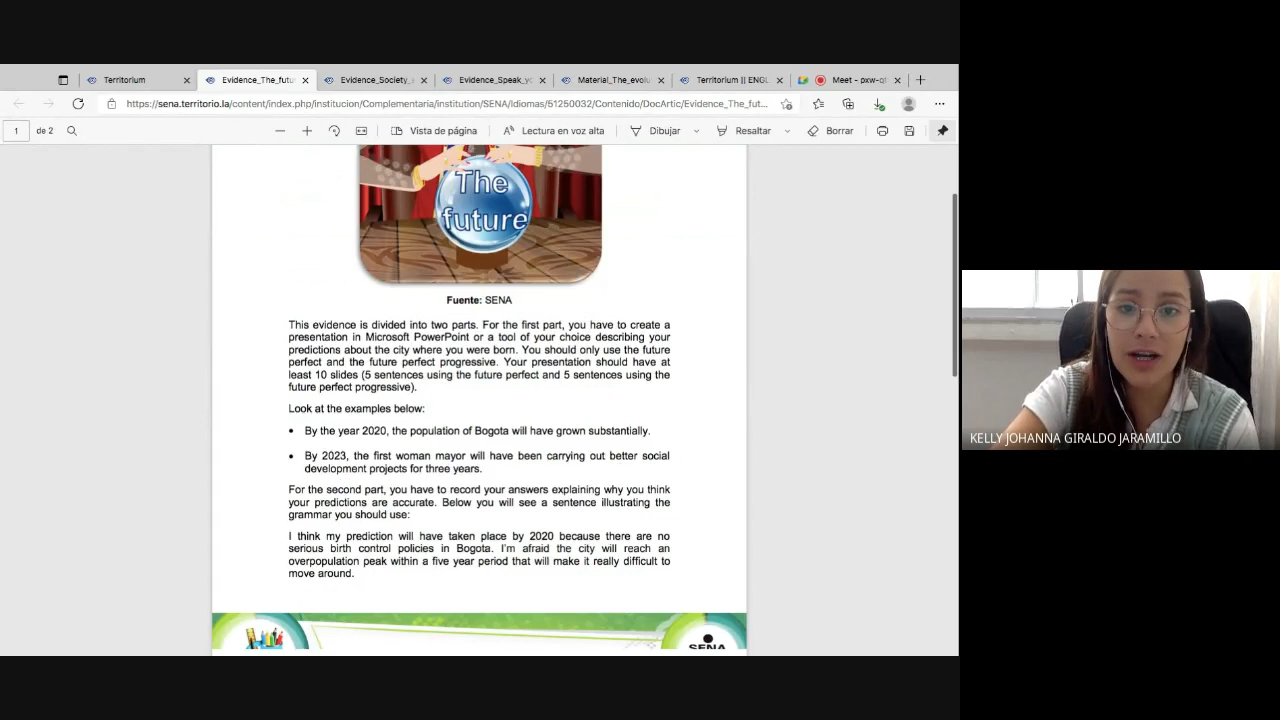 Territorium
Evidence_The_futu
Evidence_Society_
Evidence_Speak_yo
Material_The_evolu
Territorium || ENGL
Meet - pxw-q
https://sena.territorio.la/content/index.php/institucion/Complementaria/institution/SENA/Idiomas/51250032/Contenido/DocArtic/Evidence_The_fut...
1 de 2
Vista de página
Lectura en voz alta
Dibujar
Resaltar
Borrar
The
future
Fuente: SENA
This evidence is divided into two parts. For the first part, you have to create a
presentation in Microsoft PowerPoint or a tool of your choice describing your
predictions about the city where you were born. You should only use the future
perfect and the future perfect progressive. Your presentation should have at
least 10 slides (5 sentences using the future perfect and 5 sentences using the
future perfect progressive).
Look at the examples below:
• By the year 2020, the population of Bogota will have grown substantially.
• By 2023, the first woman mayor will have been carrying out better social
development projects for three years.
For the second part, you have to record your answers explaining why you think
your predictions are accurate. Below you will see a sentence illustrating the
grammar you should use:
I think my prediction will have taken place by 2020 because there are no
serious birth control policies in Bogota. I'm afraid the city will reach an
overpopulation peak within a five year period that will make it really difficult to
move around.
SENA
KELLY JOHANNA GIRALDO JARAMILLO